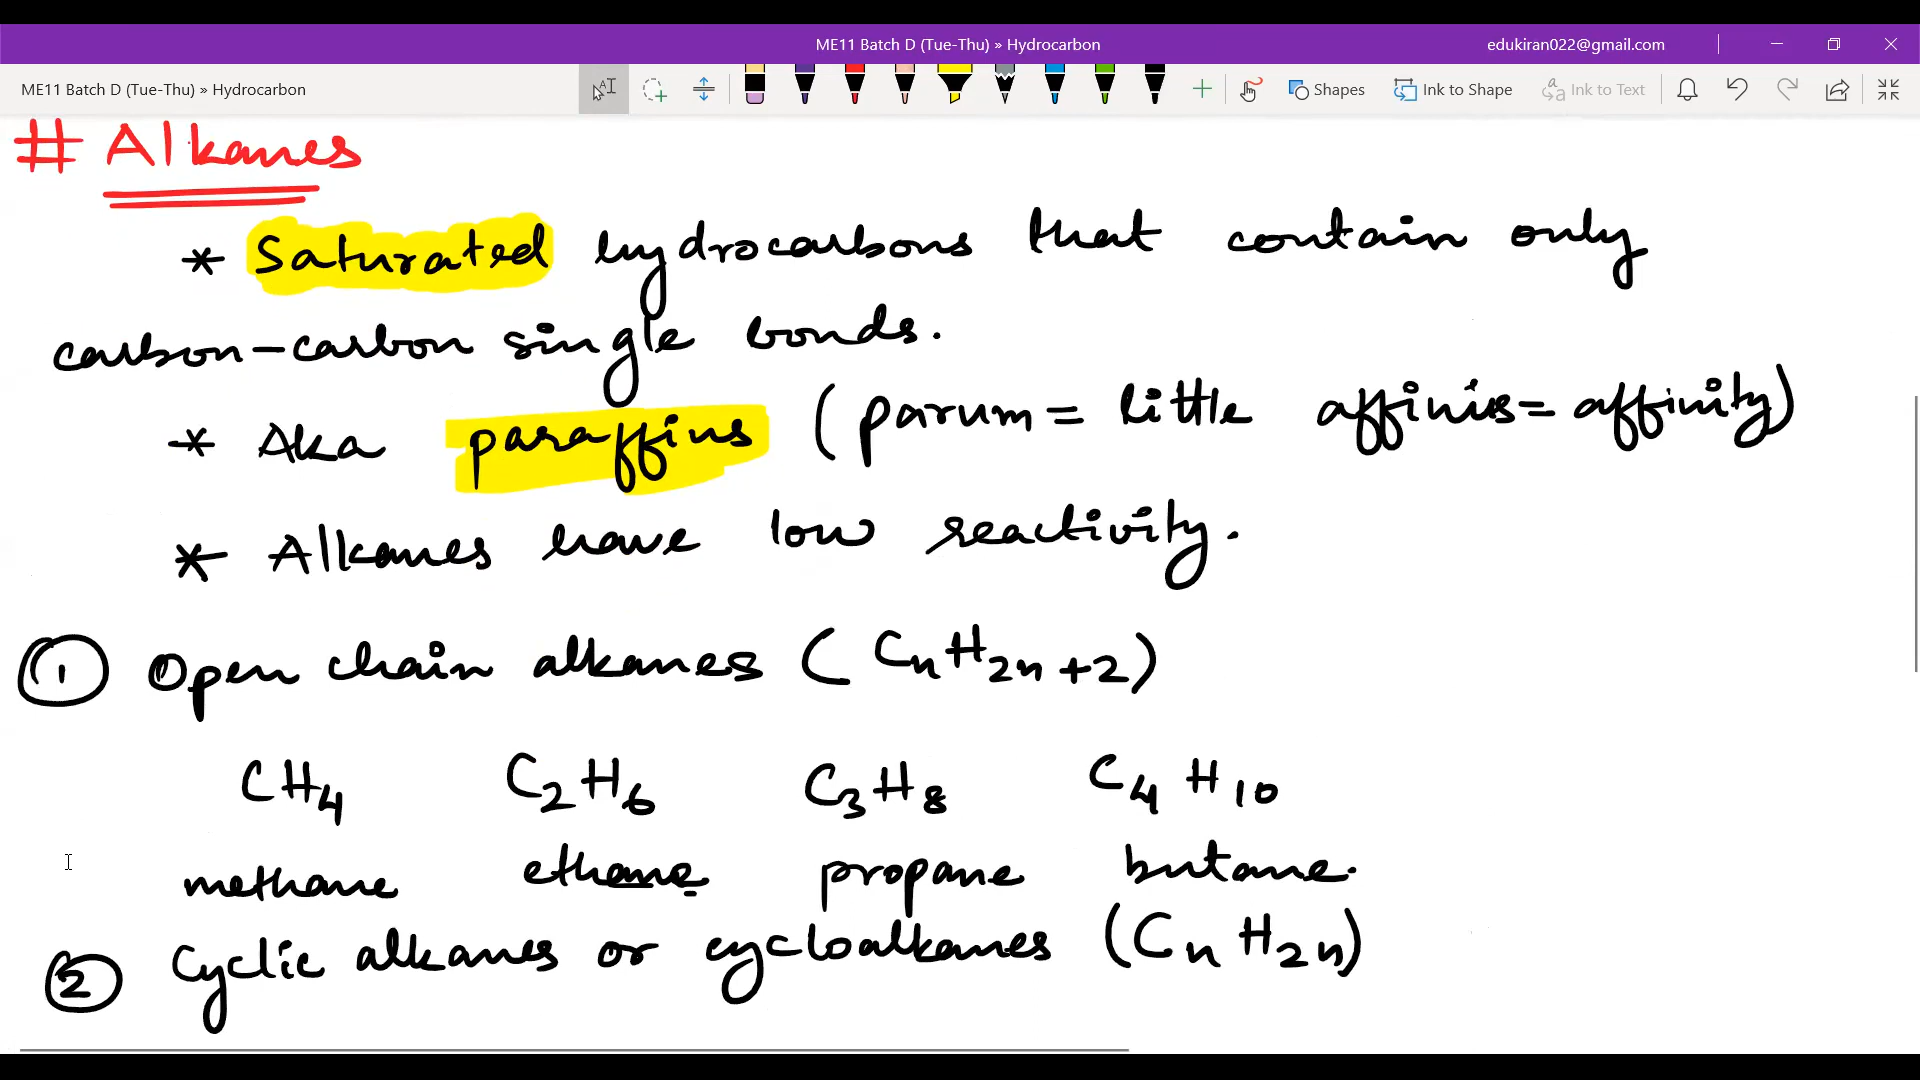 ME11 Batch D (Tue-Thu) » Hydrocarbon
edukiran022@gmail.com
ME11 Batch D (Tue-Thu) » Hydrocarbon
Shapes
Ink to Shape
Ink to Text
# Alkanes
* Saturated hydrocarbons that contain only
carbon-carbon single bonds.
* Aka paraffins (parum = little affinis = affinity)
* Alkanes have low reactivity.
① Open chain alkanes (CₙH₂ₙ₊₂)
CH₄ C₂H₆ C₃H₈ C₄H₁₀
methane ethane propane butane.
② Cyclic alkanes or cycloalkanes (CₙH₂ₙ)